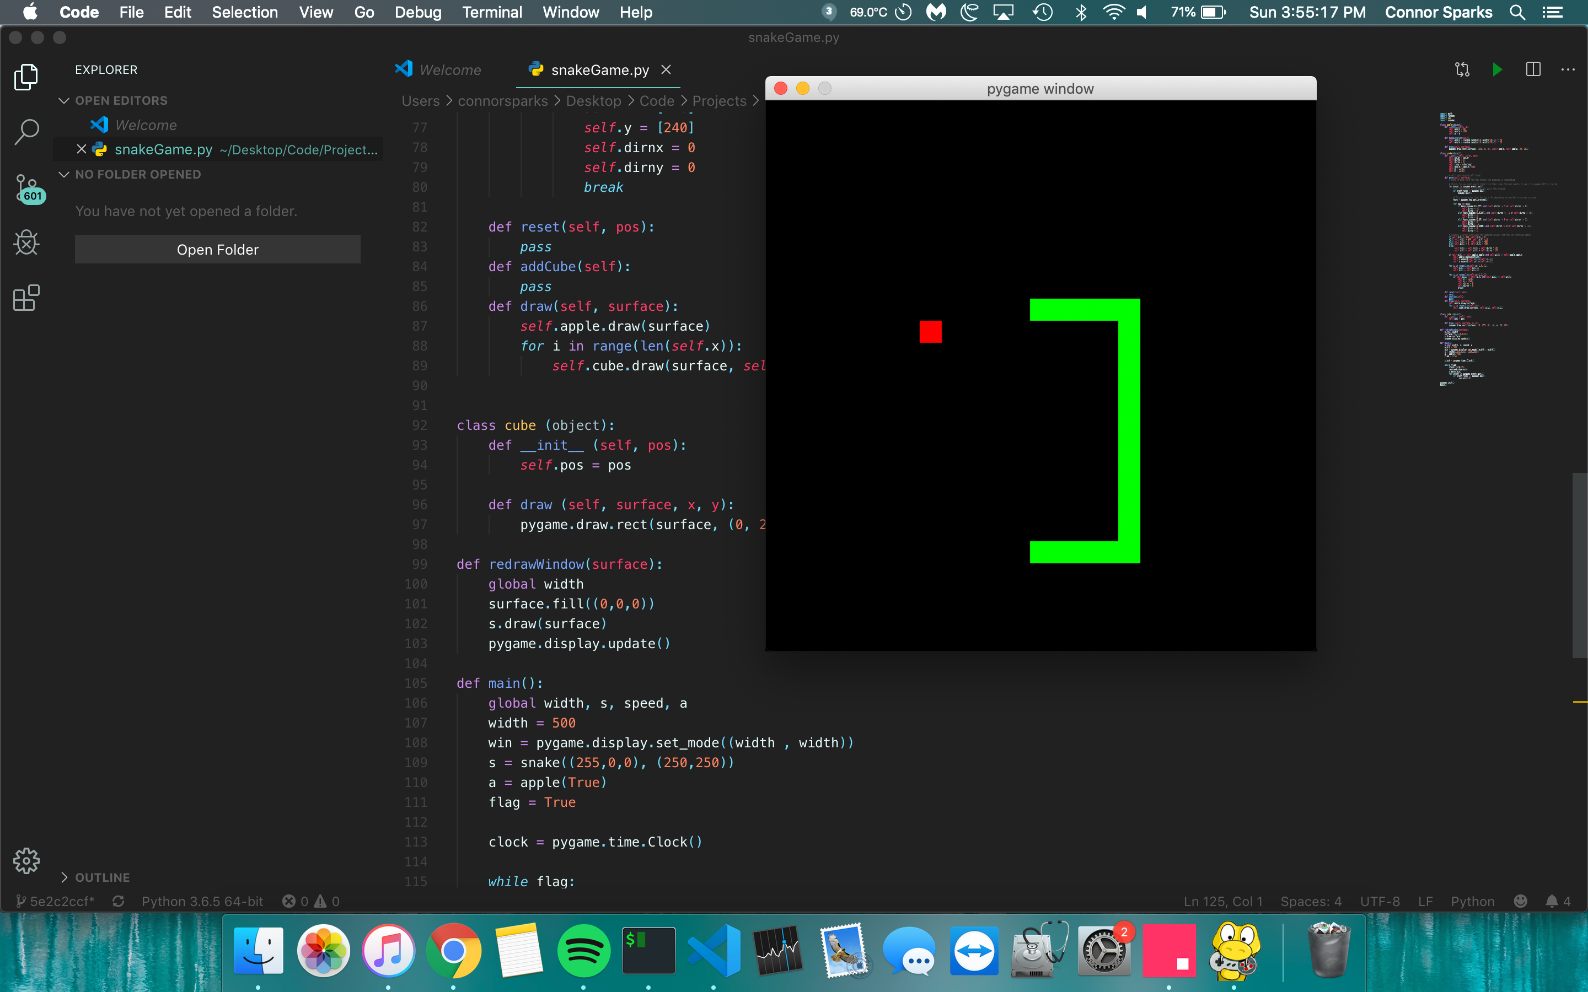 Code File Edit Selection View Go Debug Terminal Window Help 3 69.0°C 71% Sun 3:55:17 PM Connor Sparks
snakeGame.py
EXPLORER
OPEN EDITORS
Welcome
snakeGame.py ~/Desktop/Code/Project...
NO FOLDER OPENED
You have not yet opened a folder.
Open Folder
601
OUTLINE
Welcome snakeGame.py
Users > connorsparks > Desktop > Code > Projects >
77 self.y = [240]
78 self.dirnx = 0
79 self.dirny = 0
80 break
81
82 def reset(self, pos):
83 pass
84 def addCube(self):
85 pass
86 def draw(self, surface):
87 self.apple.draw(surface)
88 for i in range(len(self.x)):
89 self.cube.draw(surface, sel
90
91
92 class cube (object):
93 def __init__ (self, pos):
94 self.pos = pos
95
96 def draw (self, surface, x, y):
97 pygame.draw.rect(surface, (0, 2
98
99 def redrawWindow(surface):
100 global width
101 surface.fill((0,0,0))
102 s.draw(surface)
103 pygame.display.update()
104
105 def main():
106 global width, s, speed, a
107 width = 500
108 win = pygame.display.set_mode((width , width))
109 s = snake((255,0,0), (250,250))
110 a = apple(True)
111 flag = True
112
113 clock = pygame.time.Clock()
114
115 while flag:
pygame window
5e2c2ccf* Python 3.6.5 64-bit 0 0 Ln 125, Col 1 Spaces: 4 UTF-8 LF Python 4
$
2